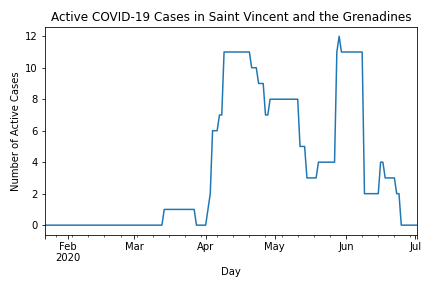 Active COVID-19 Cases in Saint Vincent and the Grenadines
Number of Active Cases
12
10
8
6
4
2
0
Feb
2020
Mar
Apr
May
Jun
Jul
Day